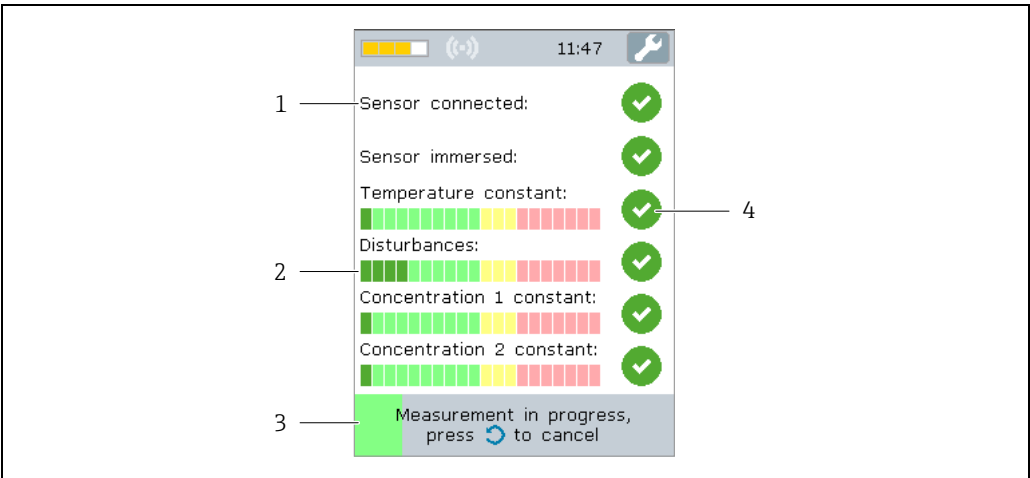 11:47
1
Sensor connected:
Sensor immersed:
Temperature constant:
4
Disturbances:
2
Concentration 1 constant:
Concentration 2 constant:
3
Measurement in progress,
press to cancel